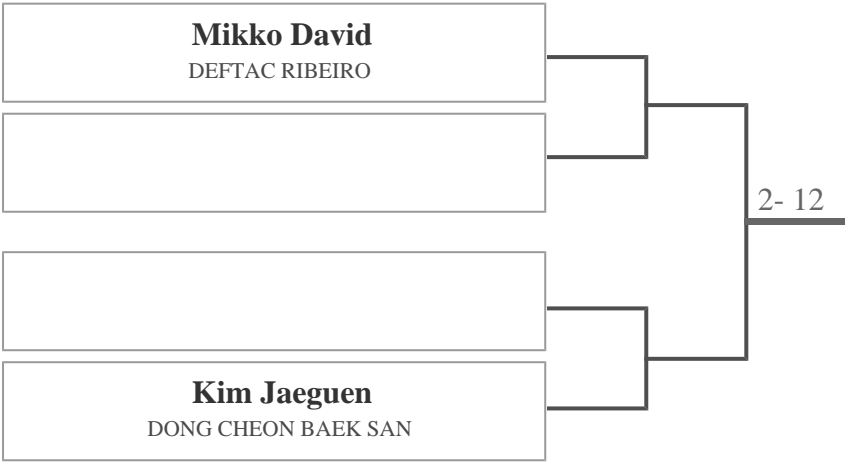 Mikko David
DEFTAC RIBEIRO
2- 12
Kim Jaeguen
DONG CHEON BAEK SAN